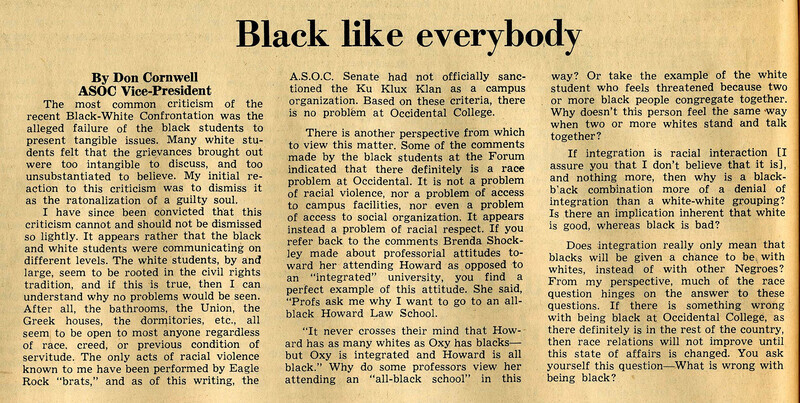 Black like everybody
By Don Cornwell
ASOC Vice-President
The most common criticism of the
recent Black-White Confrontation was the
alleged failure of the black students to
present tangible issues. Many white stu-
dents felt that the grievances brought out
were too intangible to discuss, and too
unsubstantiated to believe. My initial re-
action to this criticism was to dismiss it
as the ratonalization of a guilty soul.
I have since been convicted that this
criticism cannot and should not be dismissed
so lightly. It appears rather that the black
and white students were communicating on
different levels. The white students, by and
large, seem to be rooted in the civil rights
tradition, and if this is true, then I can
understand why no problems would be seen.
After all, the bathrooms, the Union, the
Greek houses, the dormitories, etc., all
seem to be open to most anyone regardless
of race. creed, or previous condition of
servitude. The only acts of racial violence
known to me have been performed by Eagle
Rock "brats," and as of this writing, the
A.S.O.C. Senate had not officially sanc-
tioned the Ku Klux Klan as a campus
organization. Based on these criteria, there
is no problem at Occidental College.
There is another perspective from which
to view this matter. Some of the comments
made by the black students at the Forum
indicated that there definitely is a race
problem at Occidental. It is not a problem
of racial violence, nor a problem of access
to campus facilities, nor even a problem
of access to social organization. It appears
instead a problem of racial respect. If you
refer back to the comments Brenda Shock-
ley made about professorial attitudes to-
ward her attending Howard as opposed to
an "integrated" university, you find a
perfect example of this attitude. She said,
"Profs ask me why I want to go to an all-
black Howard Law School.
"It never crosses their mind that How-
ard has as many whites as Oxy has blacks—
but Oxy is integrated and Howard is all
black." Why do some professors view her
attending an "all-black school" in this
way? Or take the example of the white
student who feels threatened because two
or more black people congregate together.
Why doesn't this person feel the same way
when two or more whites stand and talk
together?
If integration is racial interaction [I
assure you that I don't believe that it is],
and nothing more, then why is a black-
b'ack combination more of a denial of
integration than a white-white grouping?
Is there an implication inherent that white
is good, whereas black is bad?
Does integration really only mean that
blacks will be given a chance to be with
whites, instead of with other Negroes?
From my perspective, much of the race
question hinges on the answer to these
questions. If there is something wrong
with being black at Occidental College, as
there definitely is in the rest of the country,
then race relations will not improve until
this state of affairs is changed. You ask
yourself this question—What is wrong with
being black?